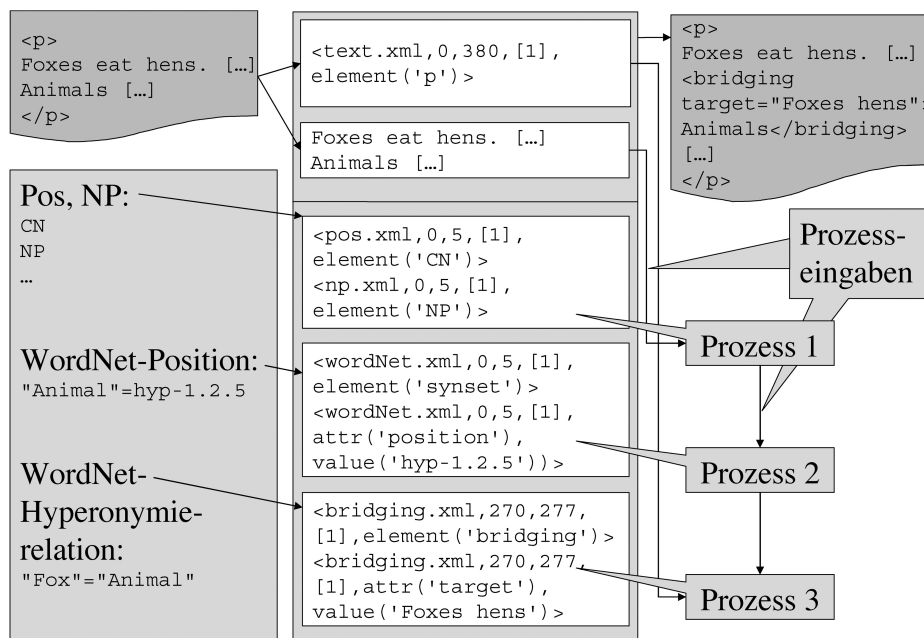 <p>
Foxes eat hens. […]
Animals […]
</p>
<text.xml,0,380,[1],
element('p')>
Foxes eat hens. […]
Animals […]
<p>
Foxes eat hens. […]
<bridging
target="Foxes hens">
Animals</bridging>
[…]
</p>
Pos, NP:
CN
NP
…
<pos.xml,0,5,[1],
element('CN')>
<np.xml,0,5,[1],
element('NP')>
Prozess-
eingaben
Prozess 1
WordNet-Position:
"Animal"=hyp-1.2.5
<wordNet.xml,0,5,[1],
element('synset')>
<wordNet.xml,0,5,[1],
attr('position'),
value('hyp-1.2.5'))>
Prozess 2
WordNet-
Hyperonymie-
relation:
"Fox"="Animal"
<bridging.xml,270,277,
[1],element('bridging')>
<bridging.xml,270,277,
[1],attr('target'),
value('Foxes hens')>
Prozess 3